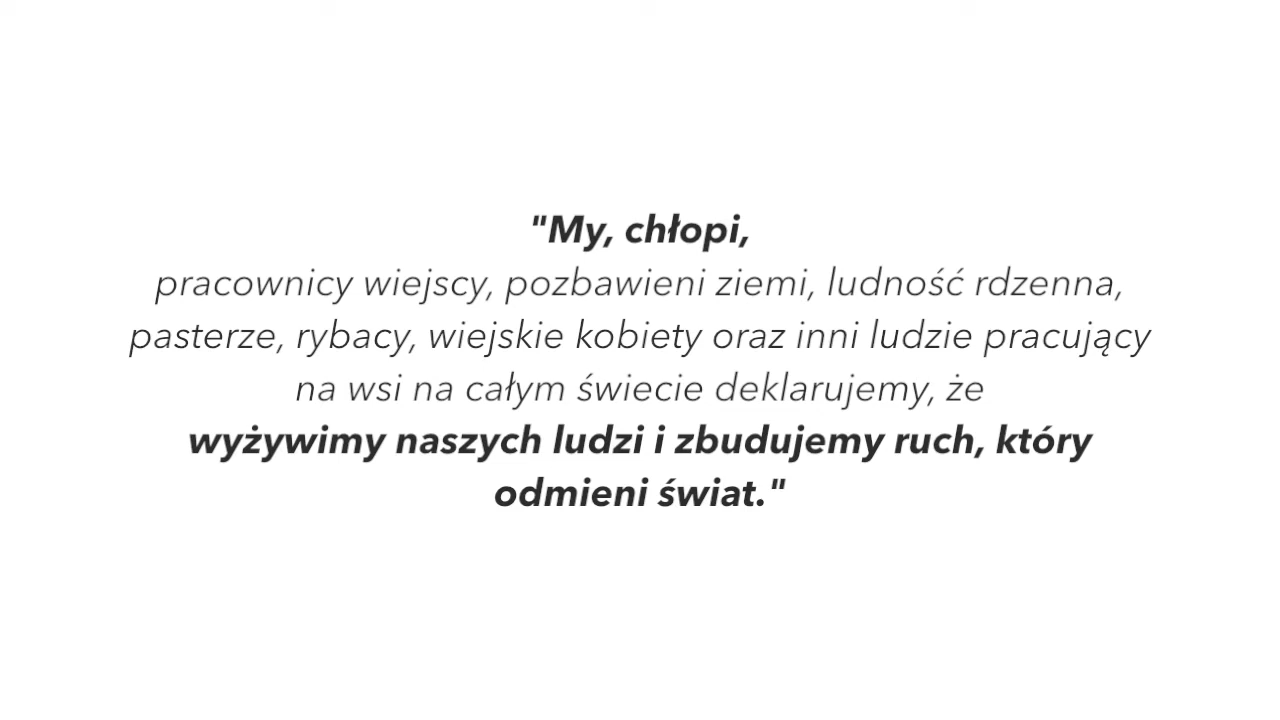 "My, chłopi,
pracownicy wiejscy, pozbawieni ziemi, ludność rdzenna,
pasterze, rybacy, wiejskie kobiety oraz inni ludzie pracujący
na wsi na całym świecie deklarujemy, że
wyżywimy naszych ludzi i zbudujemy ruch, który
odmieni świat."